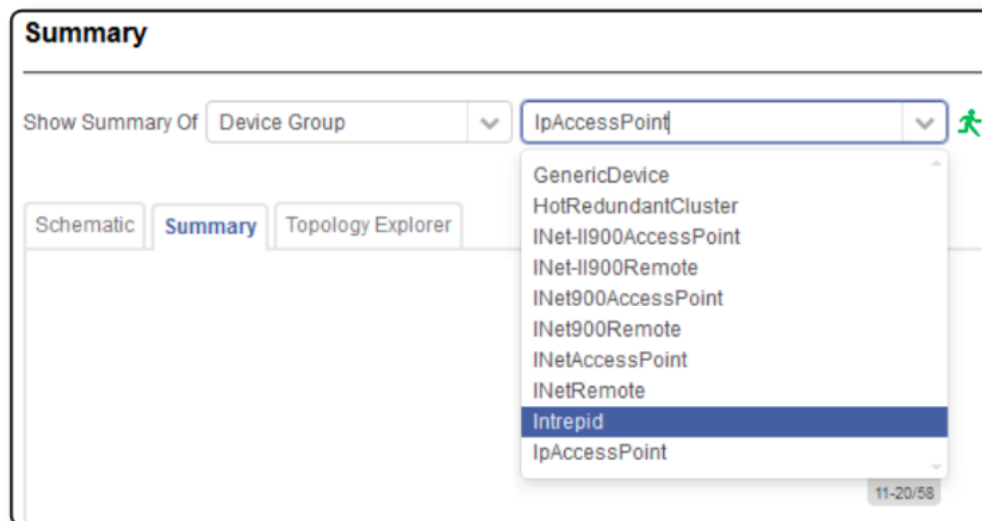 Summary
Show Summary Of Device Group IpAccessPoint
GenericDevice
HotRedundantCluster
INet-II900AccessPoint
INet-II900Remote
INet900AccessPoint
INet900Remote
INetAccessPoint
INetRemote
Intrepid
IpAccessPoint
11-20/58
Schematic Summary Topology Explorer